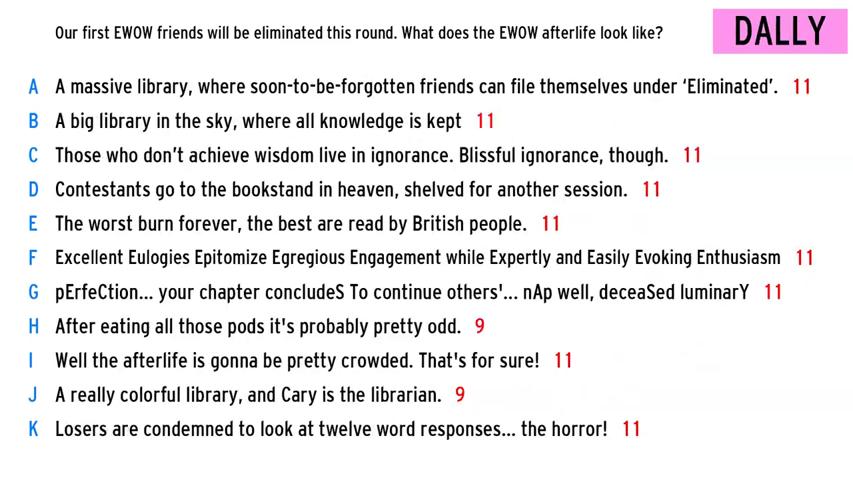 Our first EWOW friends will be eliminated this round. What does the EWOW afterlife look like?
DALLY
A A massive library, where soon-to-be-forgotten friends can file themselves under ‘Eliminated’. 11
B A big library in the sky, where all knowledge is kept 11
C Those who don’t achieve wisdom live in ignorance. Blissful ignorance, though. 11
D Contestants go to the bookstand in heaven, shelved for another session. 11
E The worst burn forever, the best are read by British people. 11
F Excellent Eulogies Epitomize Egregious Engagement while Expertly and Easily Evoking Enthusiasm 11
G pErfeCtion... your chapter concludeS To continue others'... nAp well, deceaSed luminarY 11
H After eating all those pods it's probably pretty odd. 9
I Well the afterlife is gonna be pretty crowded. That's for sure! 11
J A really colorful library, and Cary is the librarian. 9
K Losers are condemned to look at twelve word responses... the horror! 11